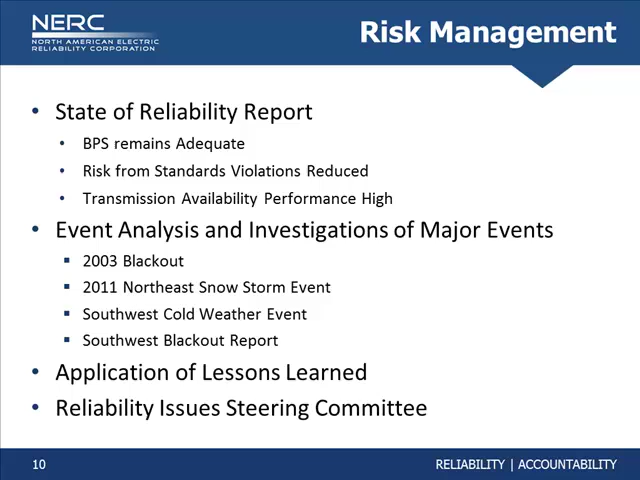 NERC
NORTH AMERICAN ELECTRIC
RELIABILITY CORPORATION
Risk Management
• State of Reliability Report
• BPS remains Adequate
• Risk from Standards Violations Reduced
• Transmission Availability Performance High
• Event Analysis and Investigations of Major Events
▪ 2003 Blackout
▪ 2011 Northeast Snow Storm Event
▪ Southwest Cold Weather Event
▪ Southwest Blackout Report
• Application of Lessons Learned
• Reliability Issues Steering Committee
10
RELIABILITY | ACCOUNTABILITY